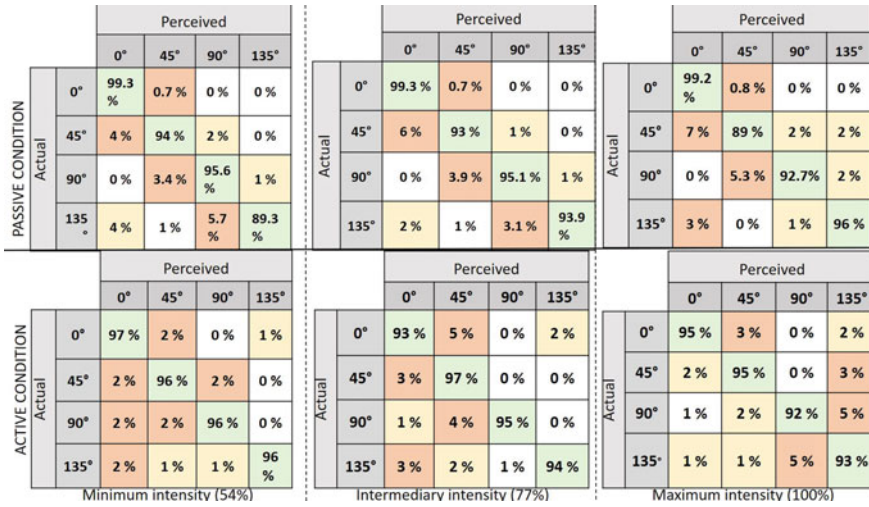 Perceived Perceived Perceived
0° 45° 90° 135° 0° 45° 90° 135° 0° 45° 90° 135°
PASSIVE CONDITION
Actual 0° 99.3 % 0.7 % 0 % 0 % Actual 0° 99.3 % 0.7 % 0 % 0 % Actual 0° 99.2 % 0.8 % 0 % 0 %
45° 4 % 94 % 2 % 0 % 45° 6 % 93 % 1 % 0 % 45° 7 % 89 % 2 % 2 %
90° 0 % 3.4 % 95.6 % 1 % 90° 0 % 3.9 % 95.1 % 1 % 90° 0 % 5.3 % 92.7% 2 %
135° 4 % 1 % 5.7 % 89.3 % 135° 2 % 1 % 3.1 % 93.9 % 135° 3 % 0 % 1 % 96 %
Perceived Perceived Perceived
0° 45° 90° 135° 0° 45° 90° 135° 0° 45° 90° 135°
ACTIVE CONDITION
Actual 0° 97 % 2 % 0 % 1 % Actual 0° 93 % 5 % 0 % 2 % Actual 0° 95 % 3 % 0 % 2 %
45° 2 % 96 % 2 % 0 % 45° 3 % 97 % 0 % 0 % 45° 2 % 95 % 0 % 3 %
90° 2 % 2 % 96 % 0 % 90° 1 % 4 % 95 % 0 % 90° 1 % 2 % 92 % 5 %
135° 2 % 1 % 1 % 96 % 135° 3 % 2 % 1 % 94 % 135° 1 % 1 % 5 % 93 %
Minimum intensity (54%) Intermediary intensity (77%) Maximum intensity (100%)